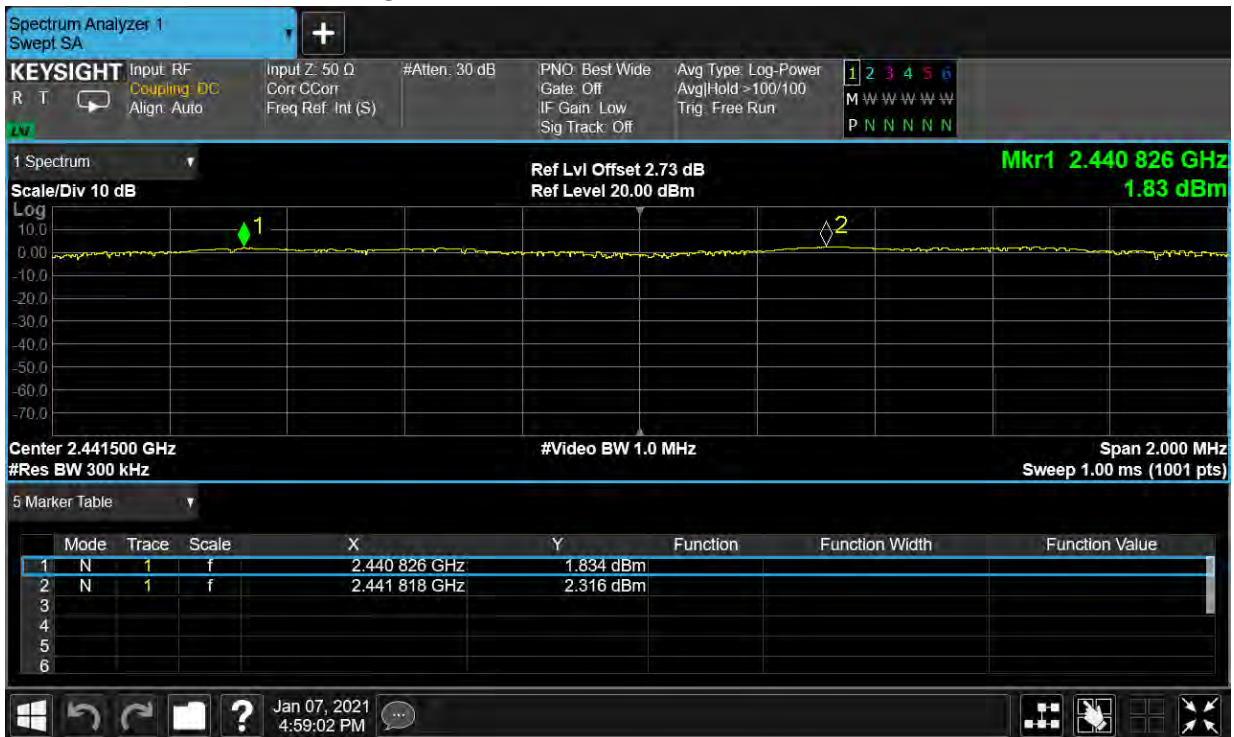 Spectrum Analyzer 1
Swept SA
+
KEYSIGHT Input: RF Input Z: 50 Ω #Atten: 30 dB PNO: Best Wide Avg Type: Log-Power 1 2 3 4 5 6
R T Coupling: DC Corr CCorr Gate: Off Avg|Hold:>100/100 M W W W W W
Align: Auto Freq Ref: Int (S) IF Gain: Low Trig: Free Run
Sig Track: Off P N N N N N N
LXI
1 Spectrum Ref Lvl Offset 2.73 dB Mkr1 2.440 826 GHz
Scale/Div 10 dB Ref Level 20.00 dBm 1.83 dBm
Log
10.0
0.00
-10.0
-20.0
-30.0
-40.0
-50.0
-60.0
-70.0
1
2
Center 2.441500 GHz #Video BW 1.0 MHz Span 2.000 MHz
#Res BW 300 kHz Sweep 1.00 ms (1001 pts)
5 Marker Table
Mode Trace Scale X Y Function Function Width Function Value
1 N 1 f 2.440 826 GHz 1.834 dBm
2 N 1 f 2.441 818 GHz 2.316 dBm
3
4
5
6
? Jan 07, 2021
4:59:02 PM